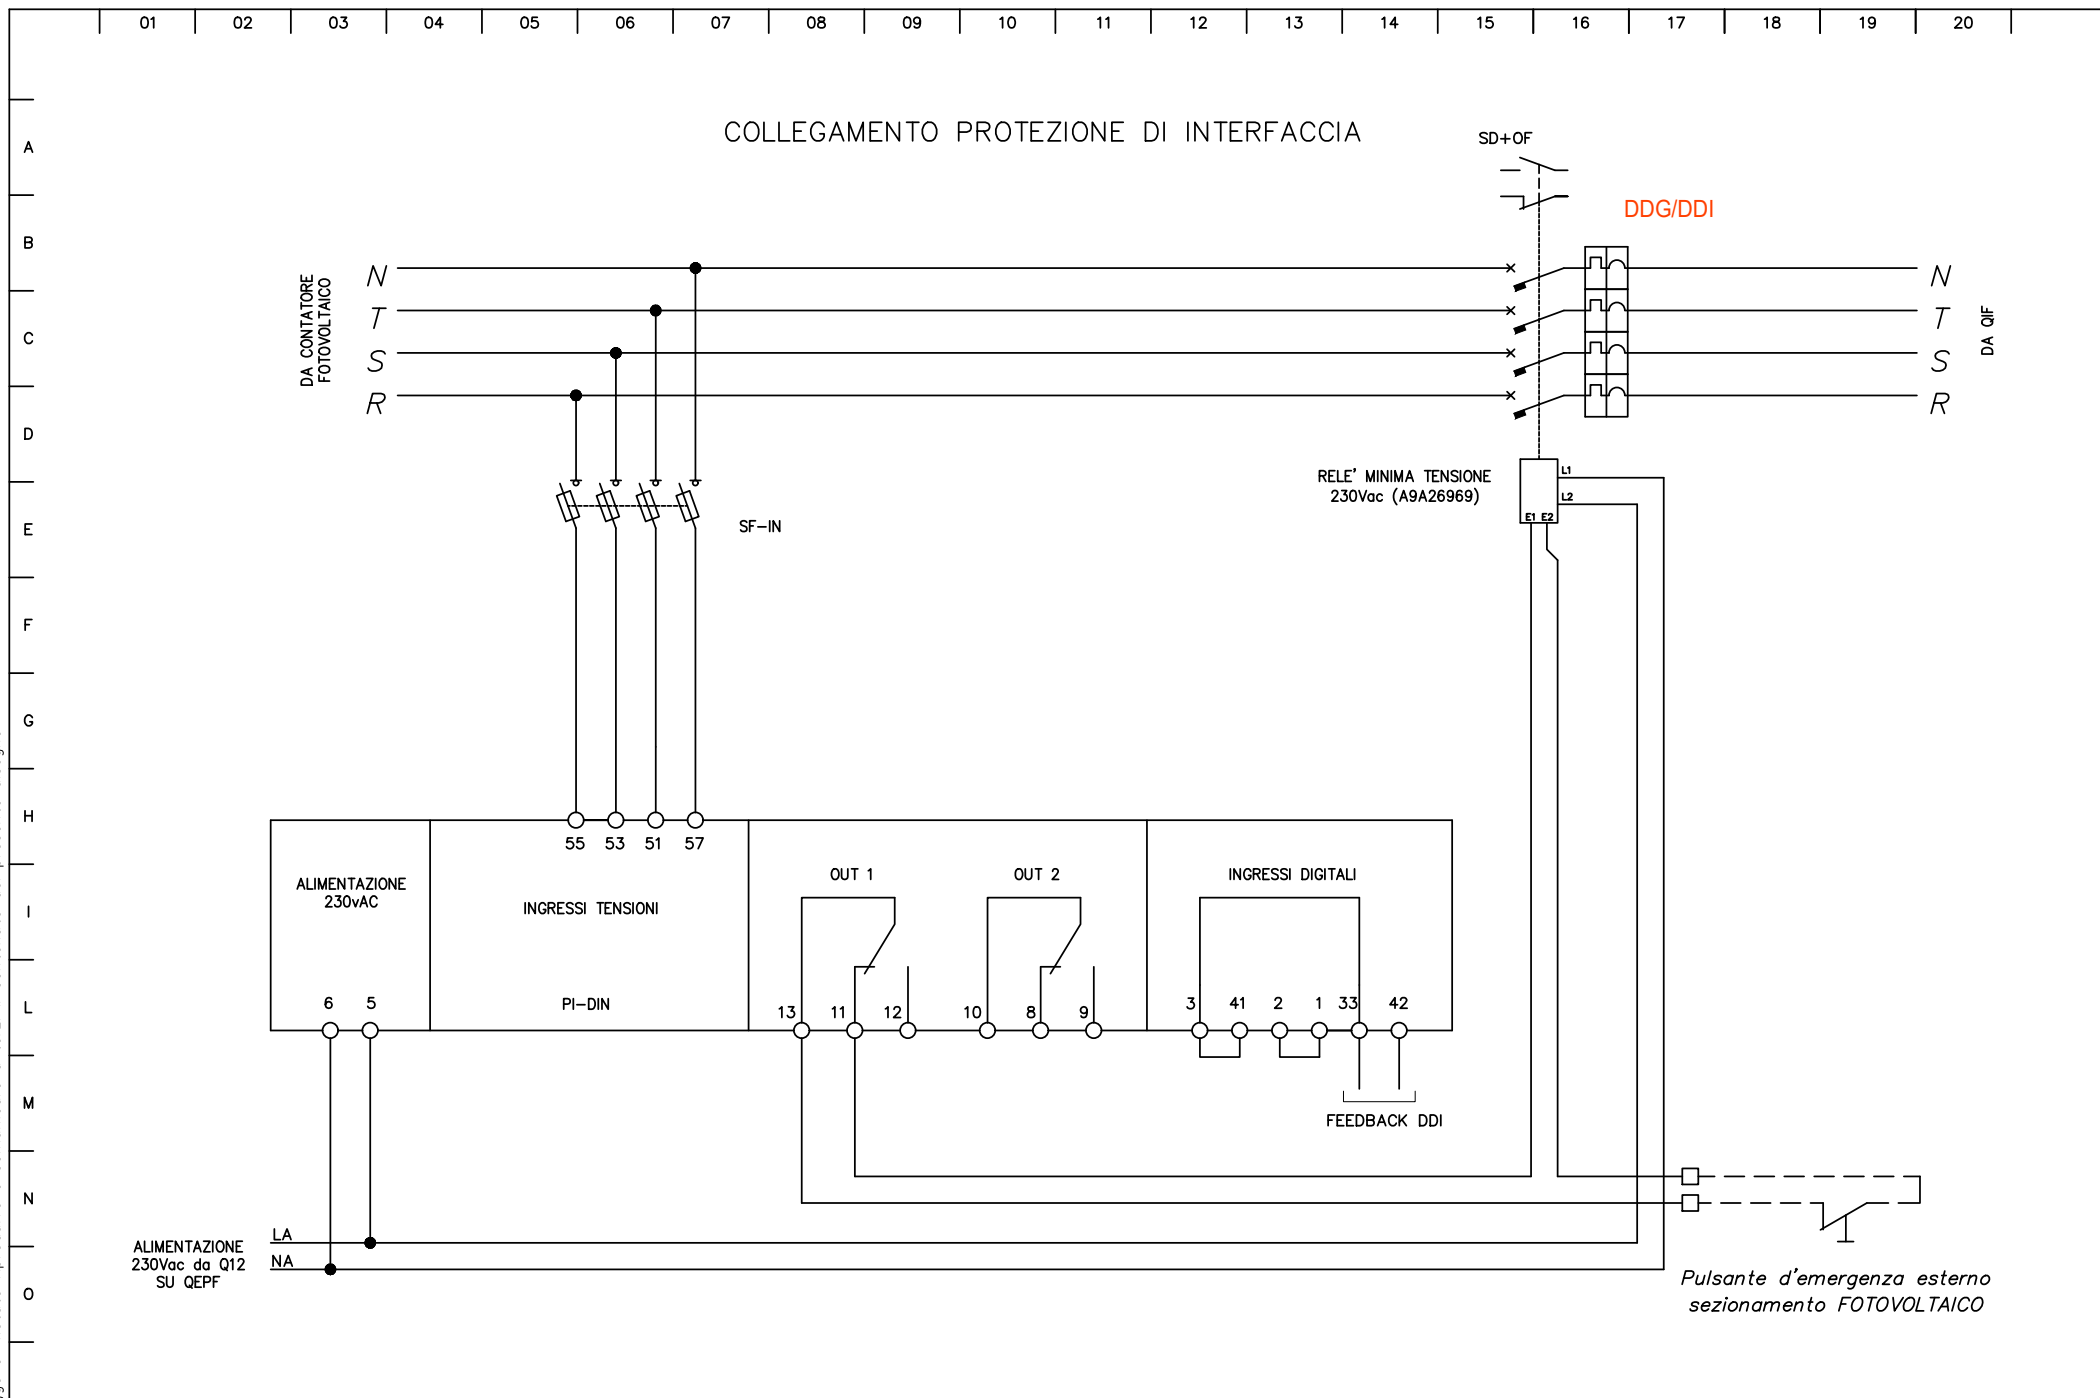 01 02 03 04 05 06 07 08 09 10 11 12 13 14 15 16 17 18 19 20
A
B
C
D
E
F
G
H
I
L
M
N
O
COLLEGAMENTO PROTEZIONE DI INTERFACCIA
SD+OF
DDG/DDI
DA CONTATORE
FOTOVOLTAICO
N
T
S
R
N
T
S
R
DA QIF
RELE' MINIMA TENSIONE
230Vac (A9A26969)
L1
L2
E1 E2
SF-IN
55 53 51 57
ALIMENTAZIONE
230vAC
INGRESSI TENSIONI
OUT 1
OUT 2
INGRESSI DIGITALI
PI-DIN
6 5
13 11 12 10 8 9
3 41 2 1 33 42
FEEDBACK DDI
LA
NA
ALIMENTAZIONE
230Vac da Q12
SU QEPF
Pulsante d'emergenza esterno
sezionamento FOTOVOLTAICO